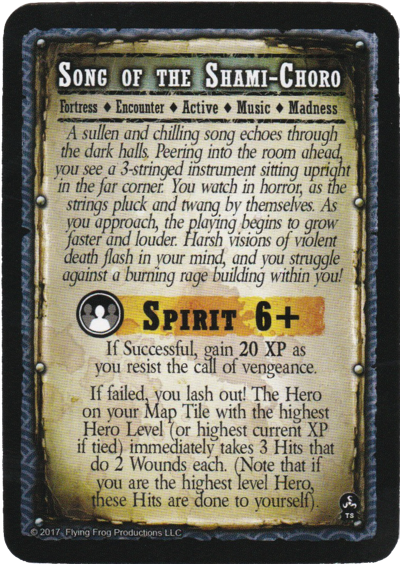 Song of the Shami-Choro
Fortress ♦ Encounter ♦ Active ♦ Music ♦ Madness
A sullen and chilling song echoes through
the dark halls. Peering into the room ahead,
you see a 3-stringed instrument sitting upright
in the far corner. You watch in horror, as the
strings pluck and twang by themselves. As
you approach, the playing begins to grow
faster and louder. Harsh visions of violent
death flash in your mind, and you struggle
against a burning rage building within you!
Spirit 6+
If Successful, gain 20 XP as
you resist the call of vengeance.
If failed, you lash out! The Hero
on your Map Tile with the highest
Hero Level (or highest current XP
if tied) immediately takes 3 Hits that
do 2 Wounds each. (Note that if
you are the highest level Hero,
these Hits are done to yourself).
© 2017 Flying Frog Productions LLC
TS